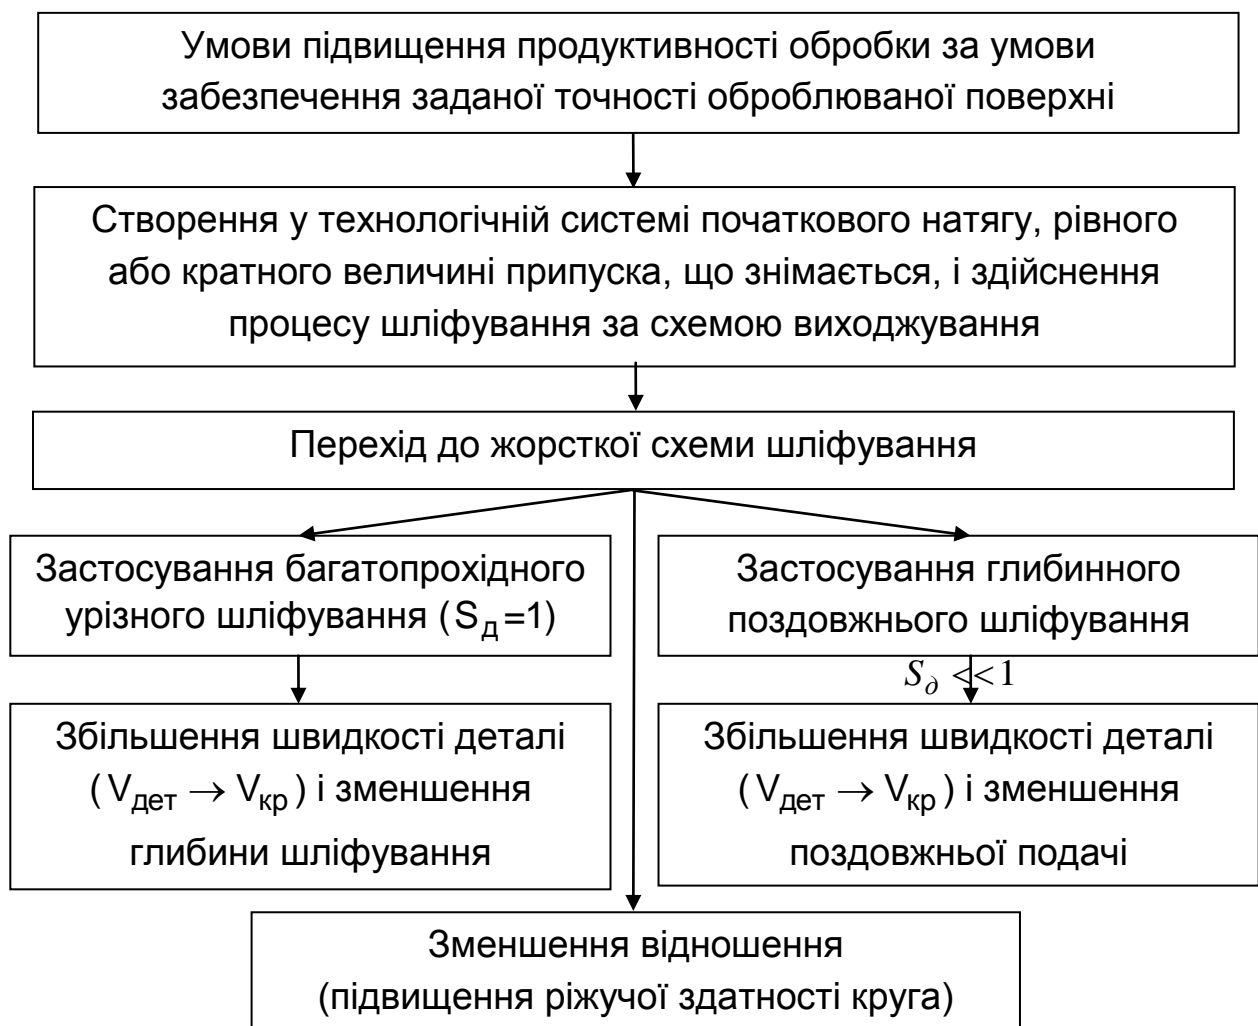 Умови підвищення продуктивності обробки за умови
забезпечення заданої точності оброблюваної поверхні
Створення у технологічній системі початкового натягу, рівного
або кратного величині припуска, що знімається, і здійснення
процесу шліфування за схемою виходжування
Перехід до жорсткої схеми шліфування
Застосування багатопрохідного
урізного шліфування (Sд=1)
Застосування глибинного
поздовжнього шліфування
S∂ <<1
Збільшення швидкості деталі
(Vдет → Vкр) і зменшення
глибини шліфування
Збільшення швидкості деталі
(Vдет → Vкр) і зменшення
поздовжньої подачі
Зменшення відношення
(підвищення ріжучої здатності круга)